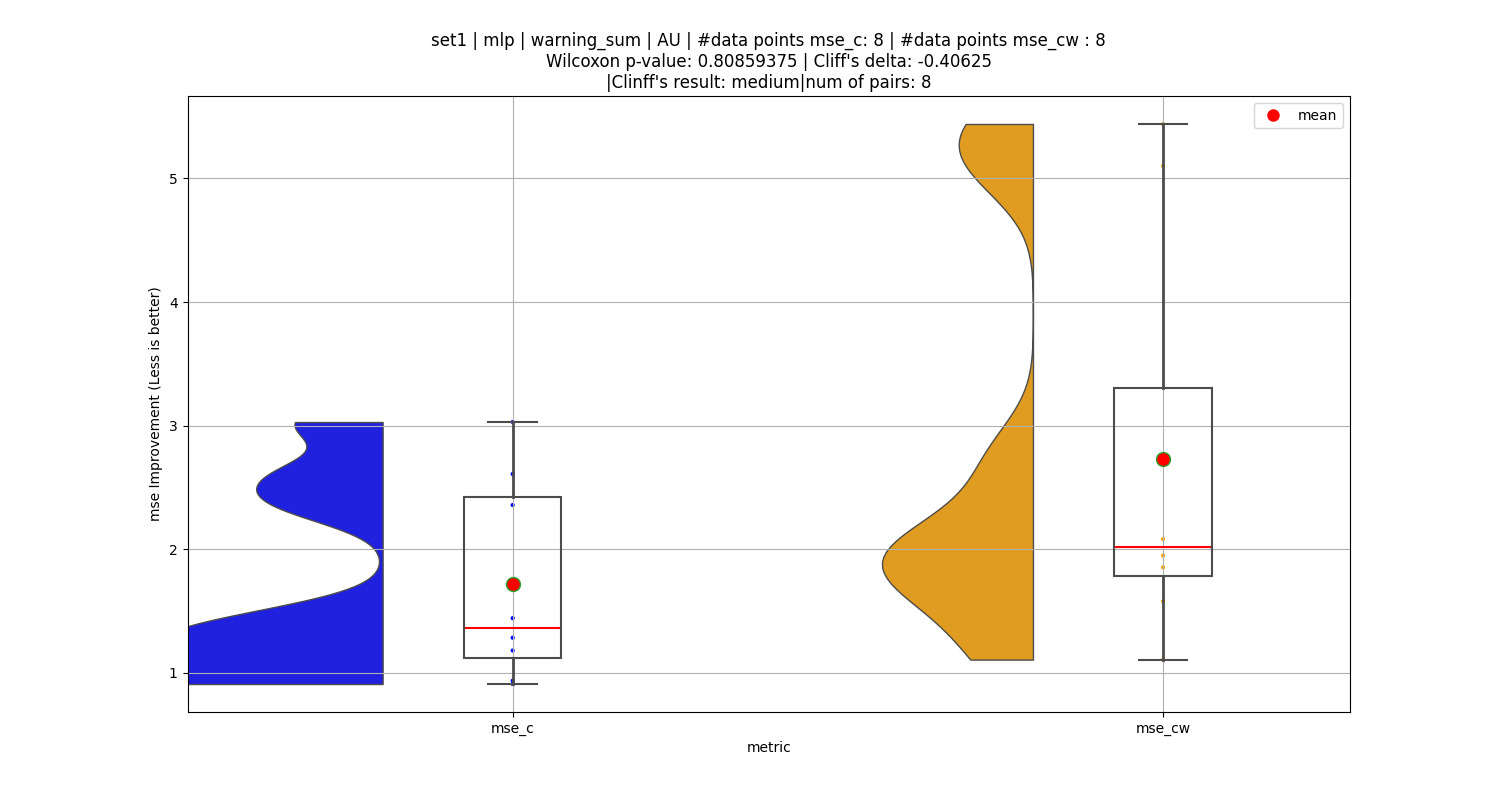 set1 | mlp | warning_sum | AU | #data points mse_c: 8 | #data points mse_cw : 8
Wilcoxon p-value: 0.80859375 | Cliff's delta: -0.40625
|Clinff's result: medium|num of pairs: 8
mean
mse Improvement (Less is better)
5
4
3
2
1
mse_c
mse_cw
metric